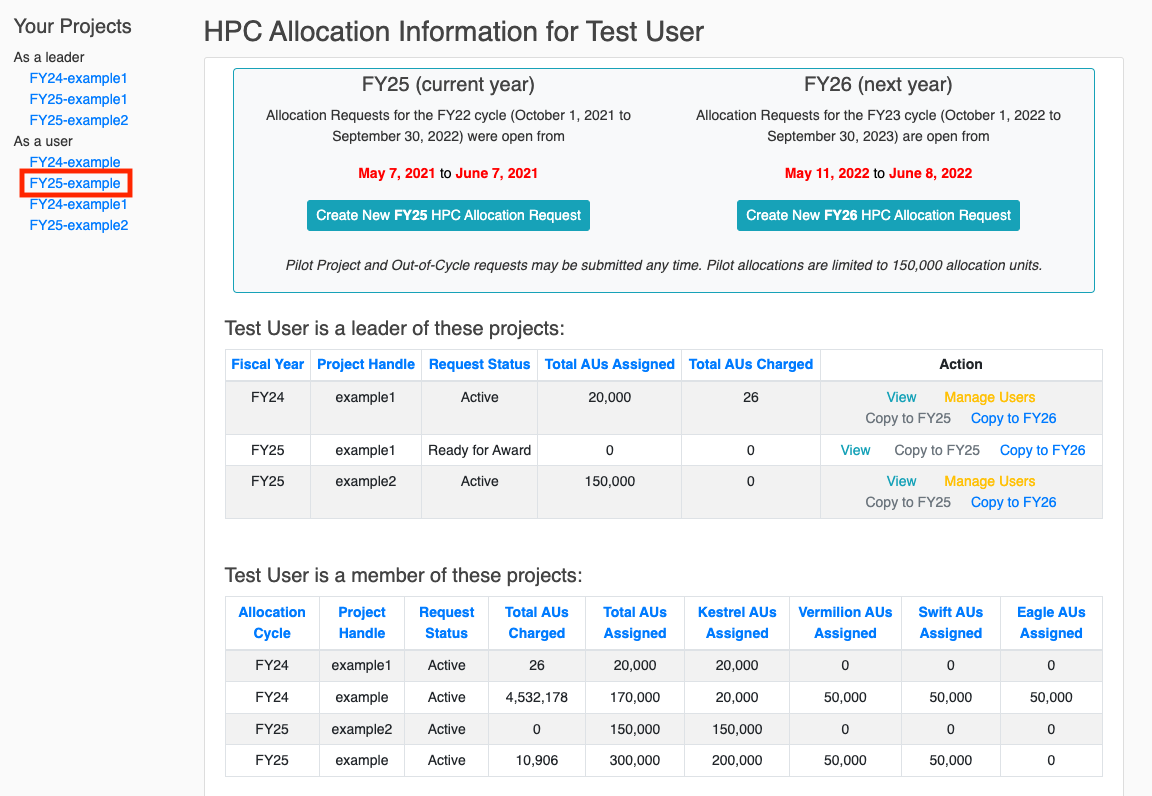 Your Projects
As a leader
FY24-example1
FY25-example1
FY25-example2
As a user
FY24-example
FY25-example
FY24-example1
FY25-example2
HPC Allocation Information for Test User
FY25 (current year)
Allocation Requests for the FY22 cycle (October 1, 2021 to
September 30, 2022) were open from
May 7, 2021 to June 7, 2021
Create New FY25 HPC Allocation Request
FY26 (next year)
Allocation Requests for the FY23 cycle (October 1, 2022 to
September 30, 2023) are open from
May 11, 2022 to June 8, 2022
Create New FY26 HPC Allocation Request
Pilot Project and Out-of-Cycle requests may be submitted any time. Pilot allocations are limited to 150,000 allocation units.
Test User is a leader of these projects:
Fiscal Year Project Handle Request Status Total AUs Assigned Total AUs Charged Action
FY24 example1 Active 20,000 26 View Manage Users
Copy to FY25 Copy to FY26
FY25 example1 Ready for Award 0 0 View Copy to FY25 Copy to FY26
FY25 example2 Active 150,000 0 View Manage Users
Copy to FY25 Copy to FY26
Test User is a member of these projects:
Allocation Project Request Total AUs Total AUs Kestrel AUs Vermilion AUs Swift AUs Eagle AUs
Cycle Handle Status Charged Assigned Assigned Assigned Assigned Assigned
FY24 example1 Active 26 20,000 20,000 0 0 0
FY24 example Active 4,532,178 170,000 20,000 50,000 50,000 50,000
FY25 example2 Active 0 150,000 150,000 0 0 0
FY25 example Active 10,906 300,000 200,000 50,000 50,000 0